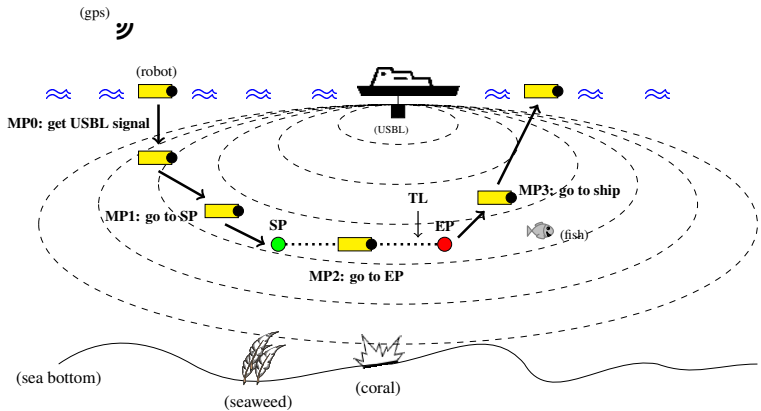 (gps)
(robot)
MP0: get USBL signal
(USBL)
MP3: go to ship
TL
MP1: go to SP
SP
EP
(fish)
MP2: go to EP
(sea bottom)
(coral)
(seaweed)